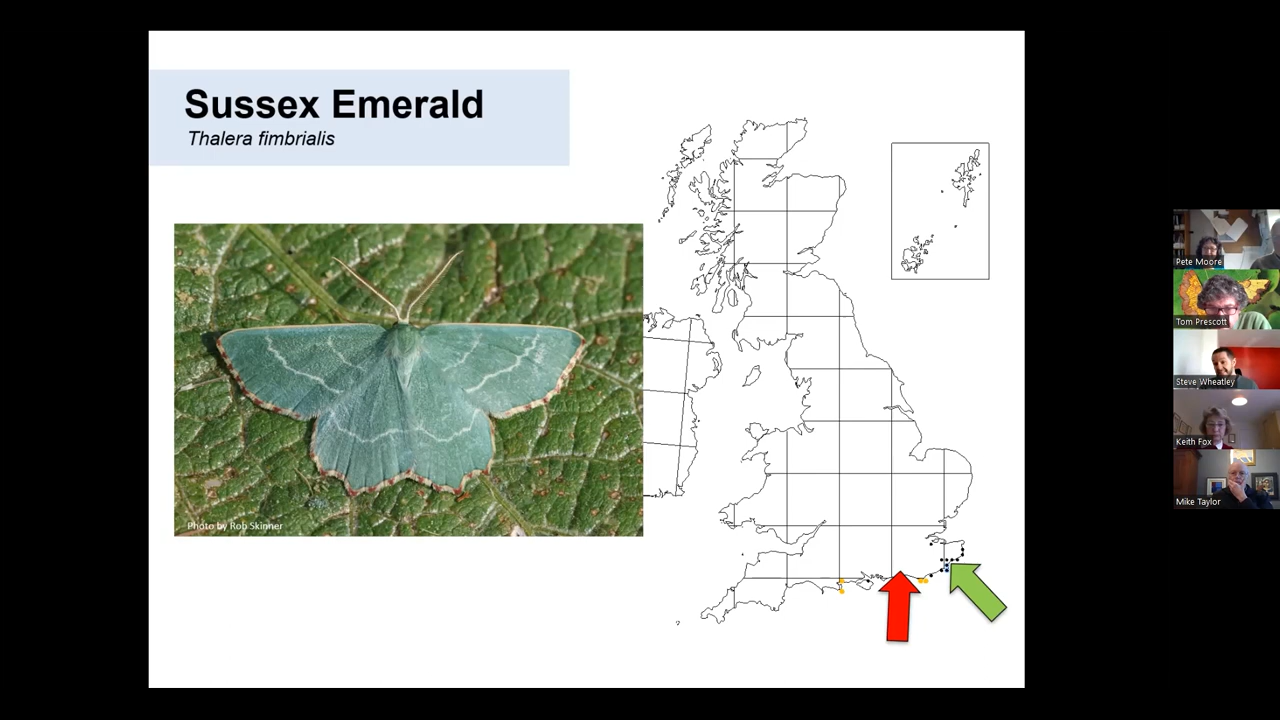 Sussex Emerald
Thalera fimbrialis
Photo by Rob Skinner
Pete Moore
Tom Prescott
Steve Wheatley
Keith Fox
Mike Taylor